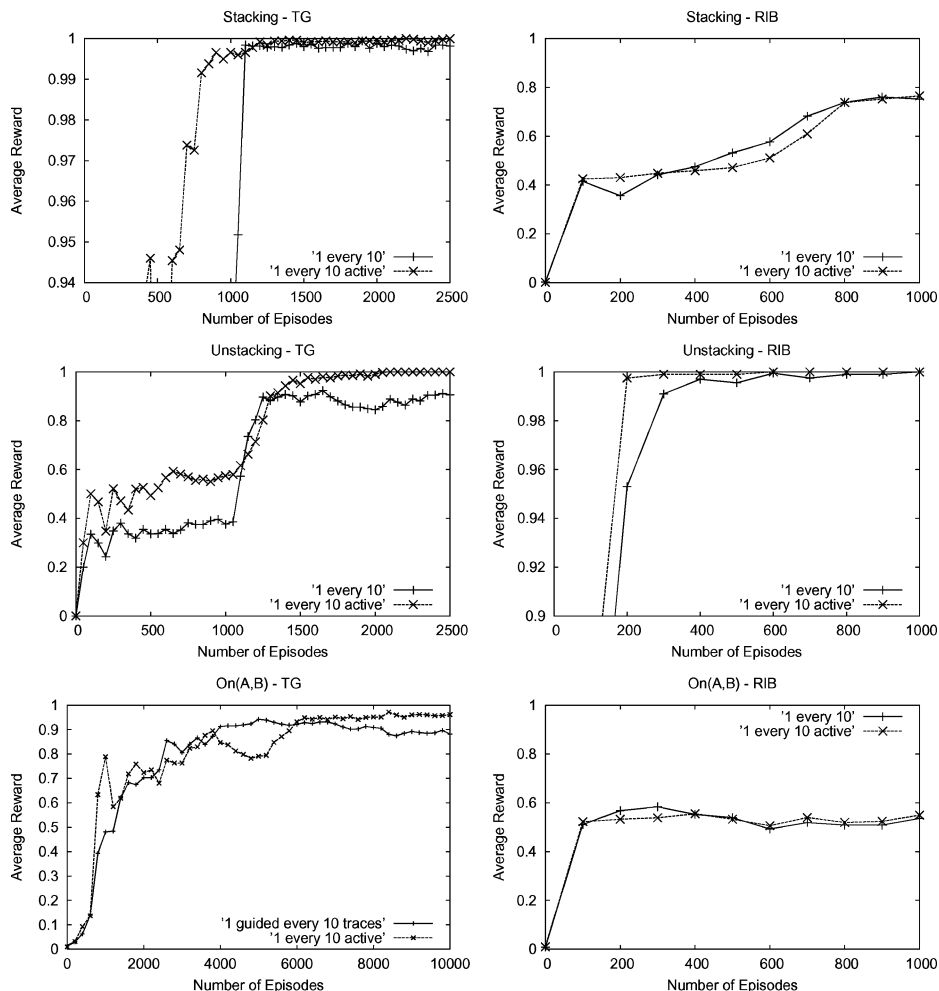 Stacking - TG
1
0.99
0.98
0.97
0.96
0.95
0.94
Average Reward
'1 every 10'
'1 every 10 active'
0 500 1000 1500 2000 2500
Number of Episodes
Stacking - RIB
1
0.8
0.6
0.4
0.2
0
Average Reward
'1 every 10'
'1 every 10 active'
0 200 400 600 800 1000
Number of Episodes
Unstacking - TG
1
0.8
0.6
0.4
0.2
0
Average Reward
'1 every 10'
'1 every 10 active'
0 500 1000 1500 2000 2500
Number of Episodes
Unstacking - RIB
1
0.98
0.96
0.94
0.92
0.9
Average Reward
'1 every 10'
'1 every 10 active'
0 200 400 600 800 1000
Number of Episodes
On(A,B) - TG
1
0.9
0.8
0.7
0.6
0.5
0.4
0.3
0.2
0.1
0
Average Reward
'1 guided every 10 traces'
'1 every 10 active'
0 2000 4000 6000 8000 10000
Number of Episodes
On(A,B) - RIB
1
0.8
0.6
0.4
0.2
0
Average Reward
'1 every 10'
'1 every 10 active'
0 200 400 600 800 1000
Number of Episodes